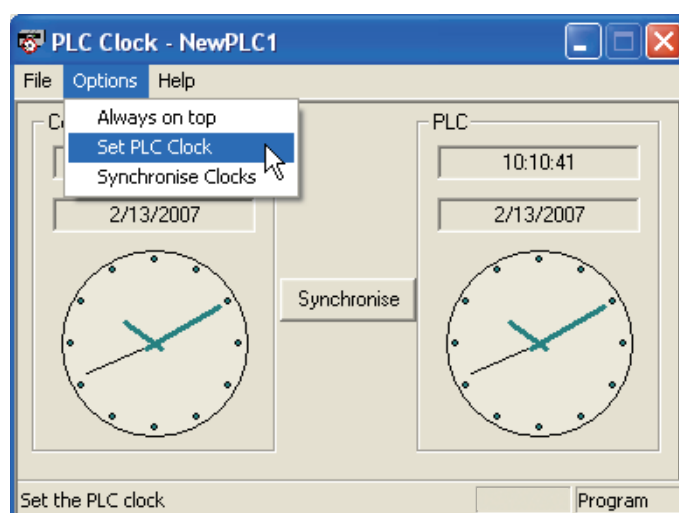 PLC Clock - NewPLC1
File Options Help
Always on top
Set PLC Clock
Synchronise Clocks
2/13/2007
Synchronise
PLC
10:10:41
2/13/2007
Set the PLC clock
Program